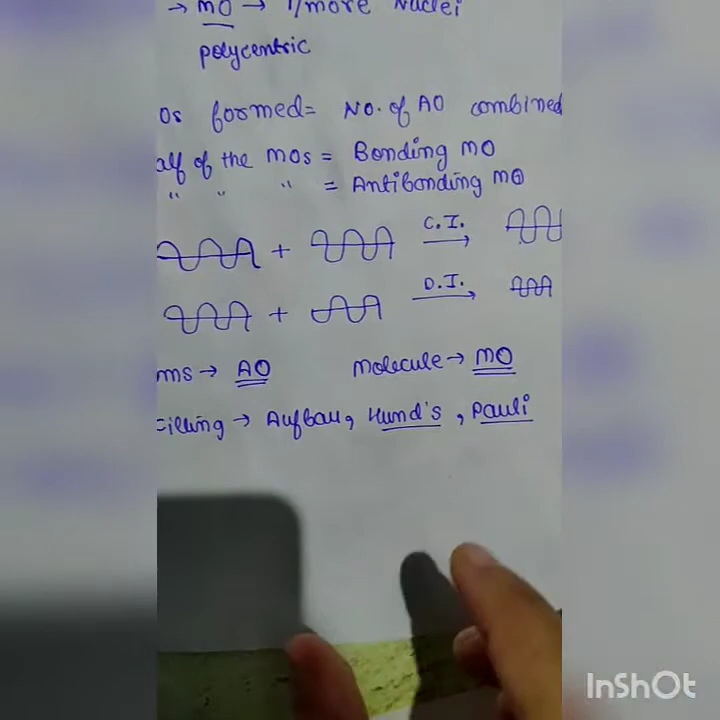 → MO → 1/more Nuclei
polycentric
Os formed = No. of AO combined
alf of the MOs = Bonding MO
" " " = Antibonding MO
+ C.I. →
+ D.I. →
ms → AO Molecule → MO
Filling → Aufbau, Hund's, Pauli
InShOt